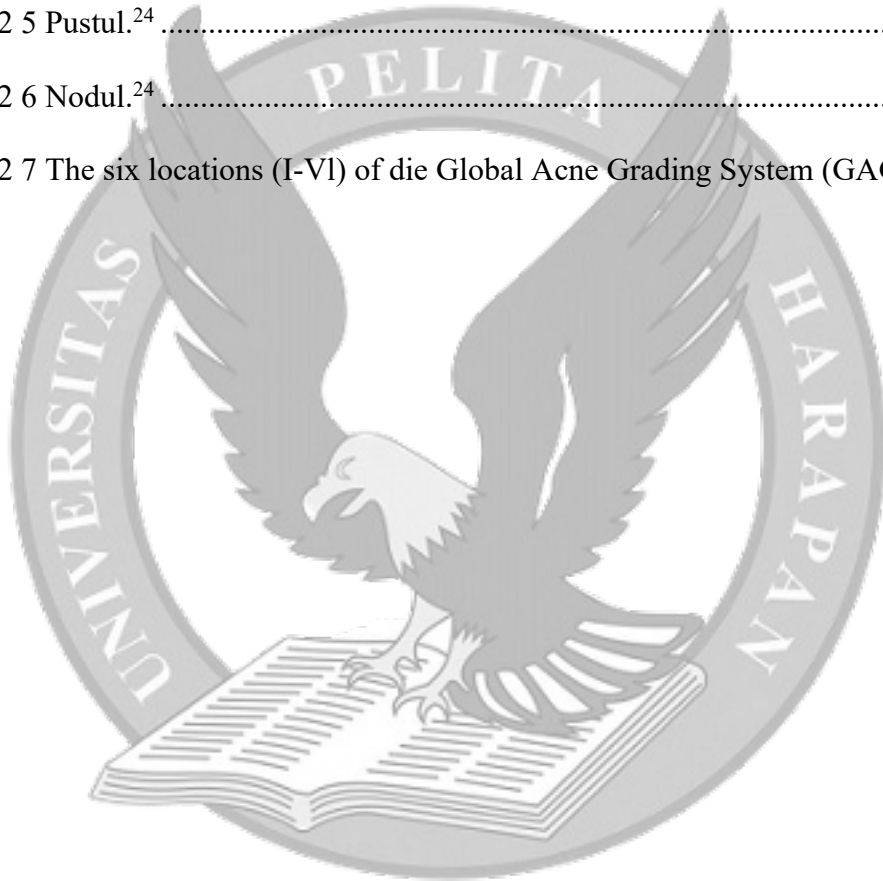 2 5 Pustul.24 ........................................................................................
2 6 Nodul.24 .........................................................................................
2 7 The six locations (I-Vl) of die Global Acne Grading System (GAG
PELITA
UNIVERSITAS
HARAPAN